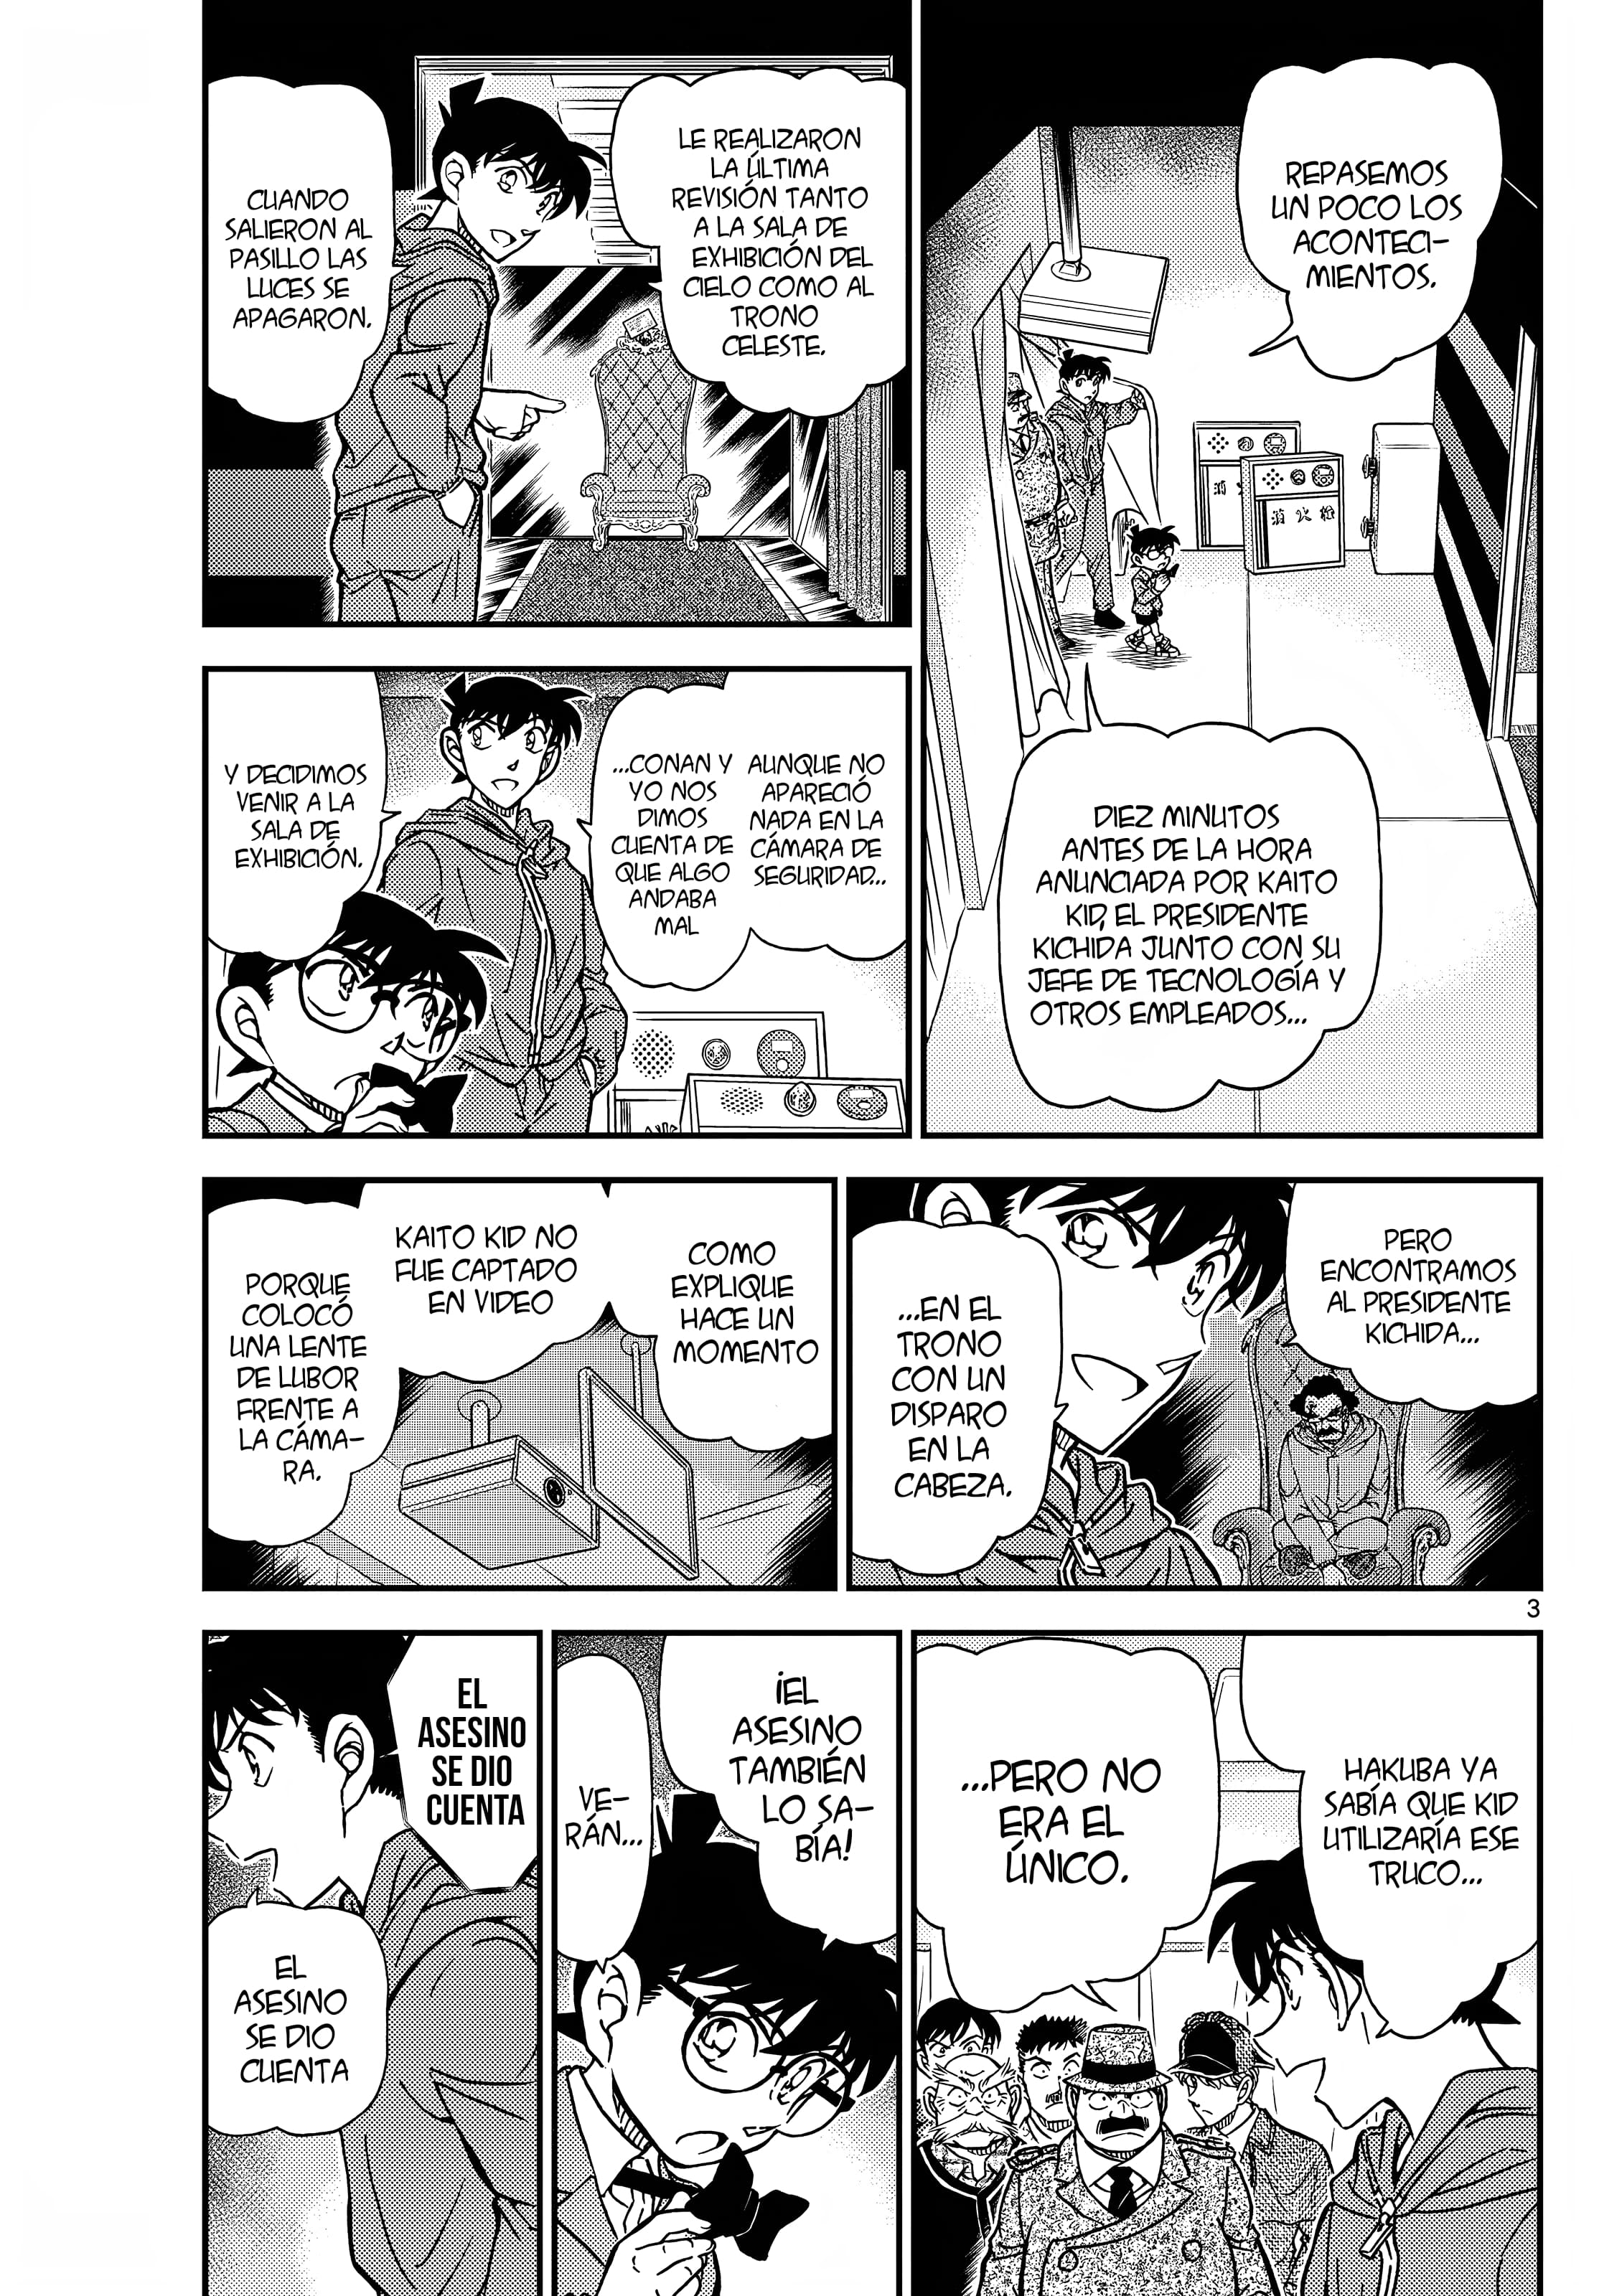 REPASEMOS
UN POCO LOS
ACONTECI-
MIENTOS.
消火
消火栓
DIEZ MINUTOS
ANTES DE LA HORA
ANUNCIADA POR KAITO
KID, EL PRESIDENTE
KICHIDA JUNTO CON SU
JEFE DE TECNOLOGÍA Y
OTROS EMPLEADOS...
LE REALIZARON
LA ÚLTIMA
REVISIÓN TANTO
A LA SALA DE
EXHIBICIÓN DEL
CIELO COMO AL
TRONO
CELESTE.
CUANDO
SALIERON AL
PASILLO LAS
LUCES SE
APAGARON.
AUNQUE NO
APARECIÓ
NADA EN LA
CÁMARA DE
SEGURIDAD...
...CONAN Y
YO NOS
DIMOS
CUENTA DE
QUE ALGO
ANDABA
MAL
Y DECIDIMOS
VENIR A LA
SALA DE
EXHIBICIÓN.
PERO
ENCONTRAMOS
AL PRESIDENTE
KICHIDA...
...EN EL
TRONO
CON UN
DISPARO
EN LA
CABEZA.
COMO
EXPLIQUE
HACE UN
MOMENTO
KAITO KID NO
FUE CAPTADO
EN VIDEO
PORQUE
COLOCÓ
UNA LENTE
DE LUBOR
FRENTE A
LA CÁMA-
RA.
3
HAKUBA YA
SABÍA QUE KID
UTILIZARÍA ESE
TRUCO...
...PERO NO
ERA EL
ÚNICO.
¡EL
ASESINO
TAMBIÉN
LO SA-
BÍA!
VE-
RÁN...
EL
ASESINO
SE DIO
CUENTA
EL
ASESINO
SE DIO
CUENTA